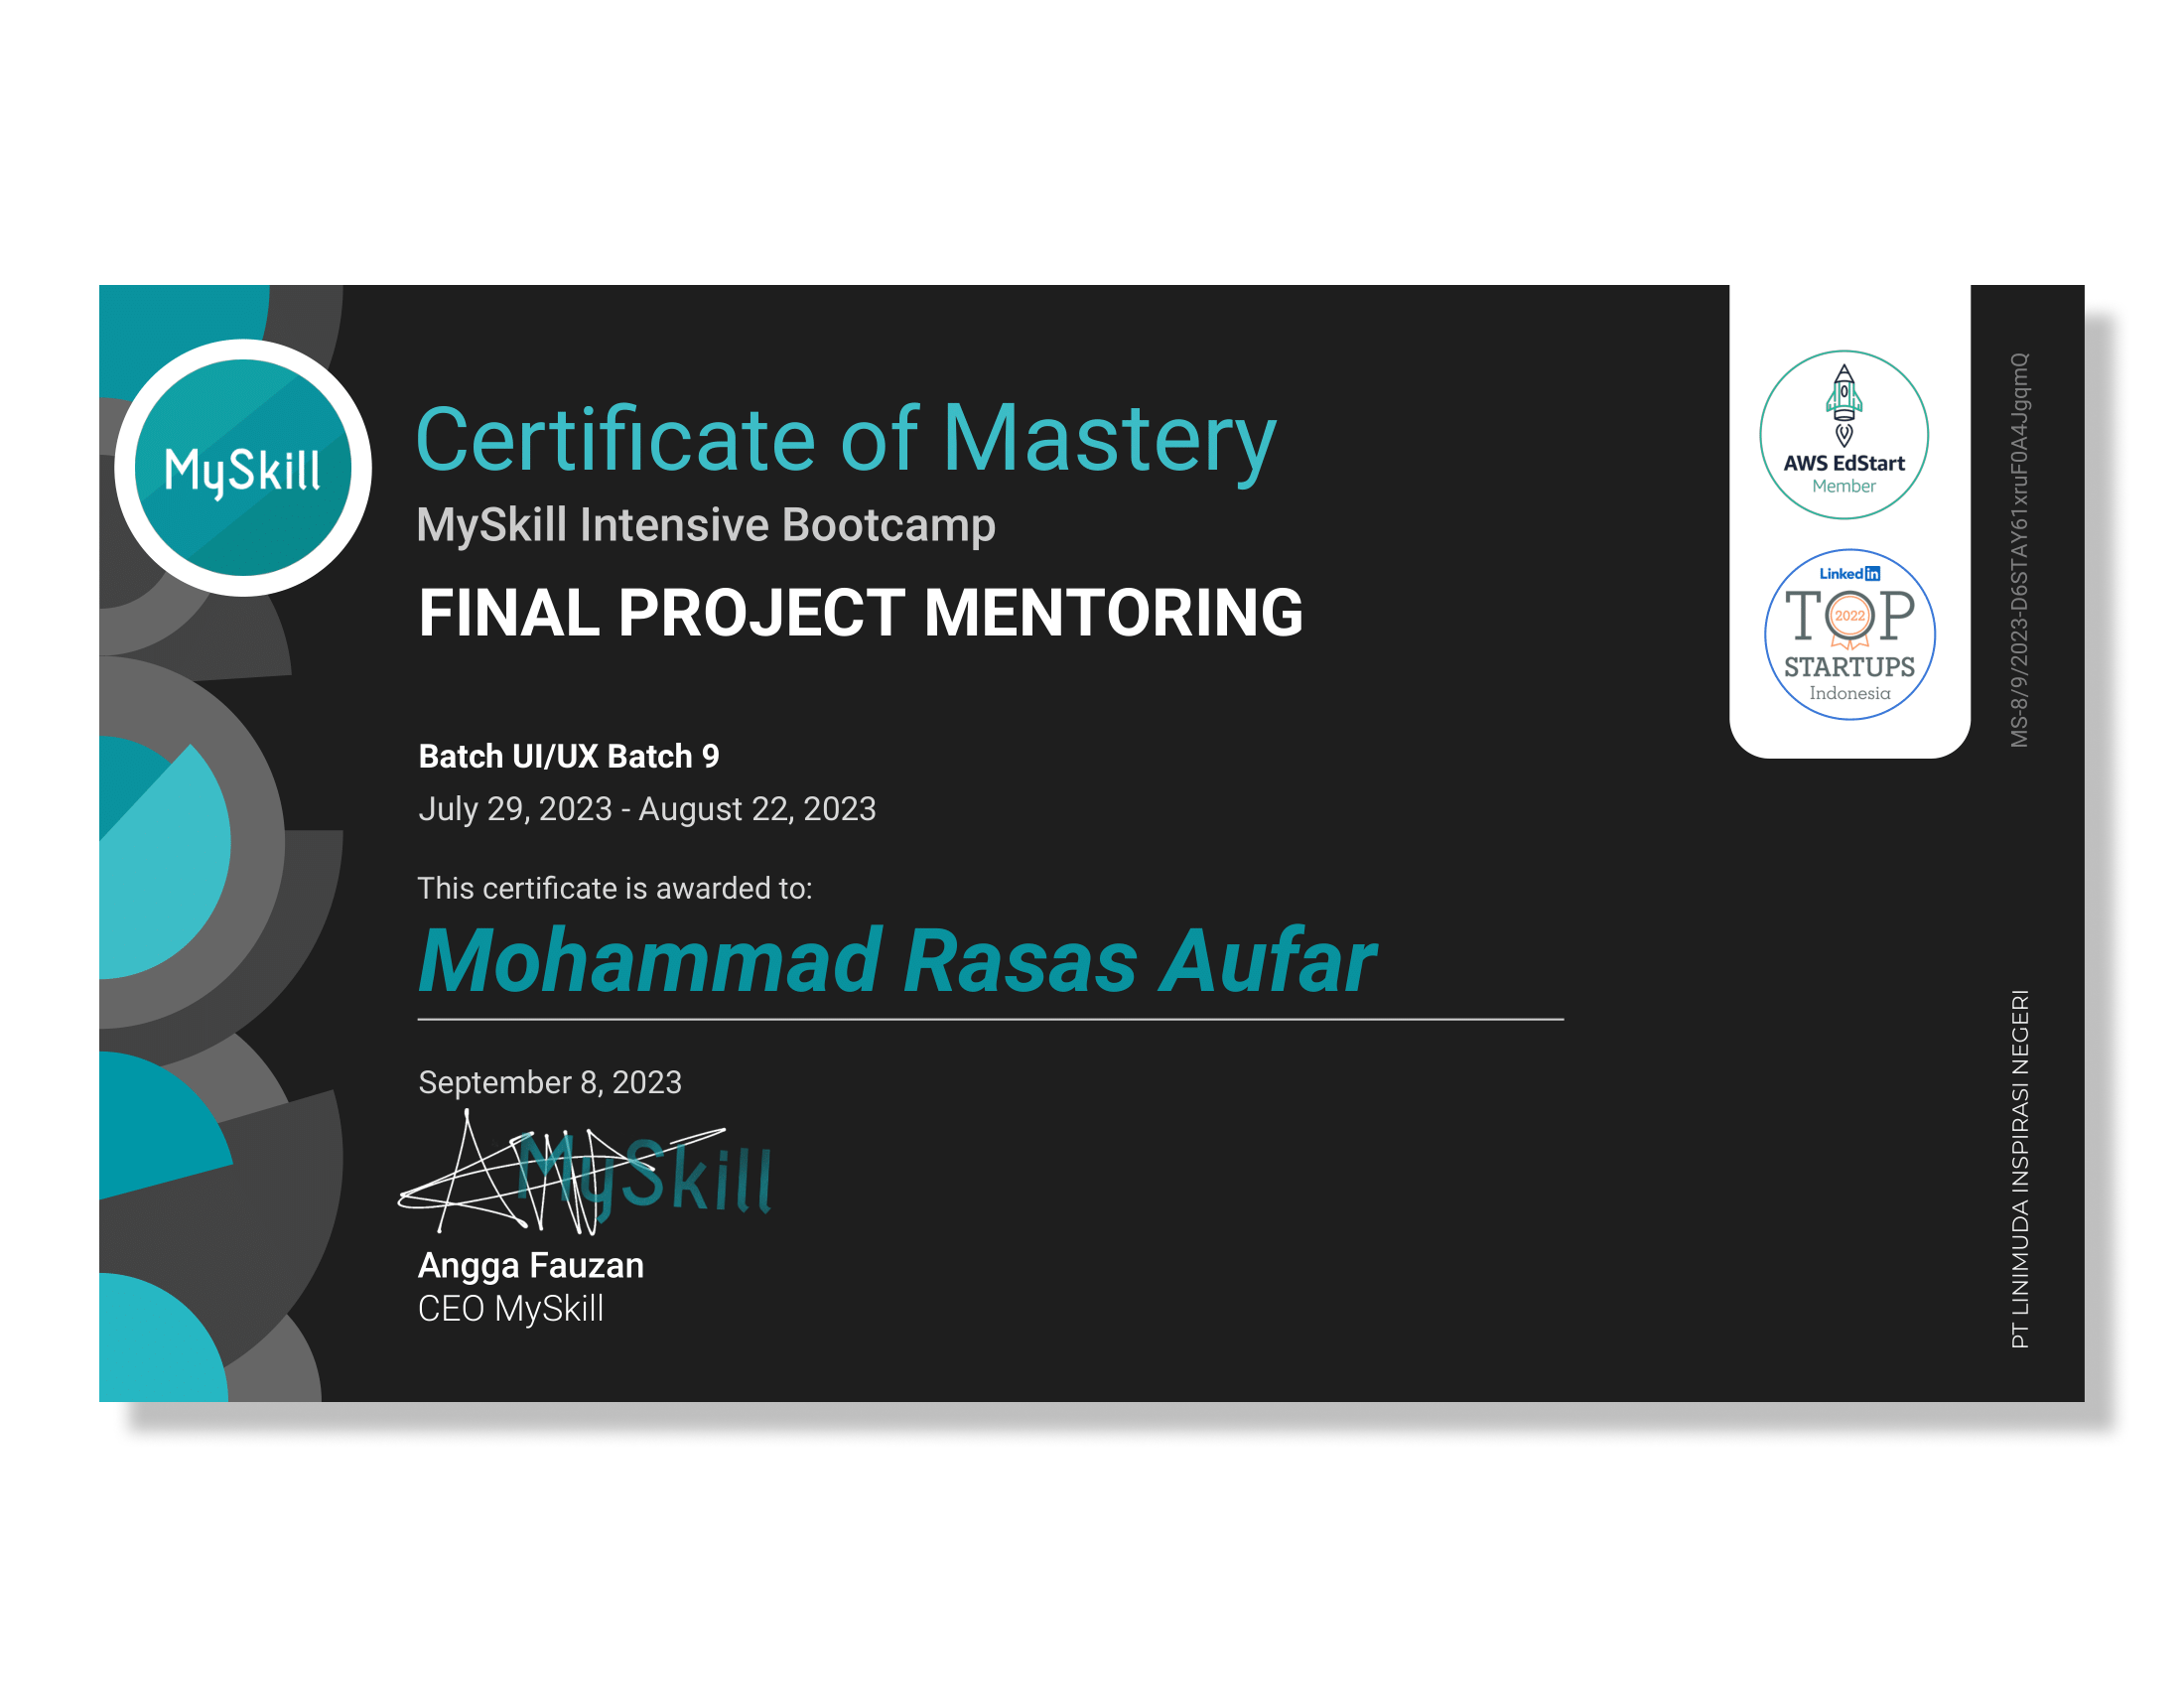 MySkill
Certificate of Mastery
MySkill Intensive Bootcamp
FINAL PROJECT MENTORING
Batch UI/UX Batch 9
July 29, 2023 - August 22, 2023
This certificate is awarded to:
Mohammad Rasas Aufar
September 8, 2023
MySkill
Angga Fauzan
CEO MySkill
AWS EdStart
Member
Linked in
TOP
2022
STARTUPS
Indonesia
MS-8/9/2023-D6STAY61xruF0A4JgqmQ
PT LINIMUDA INSPIRASI NEGERI